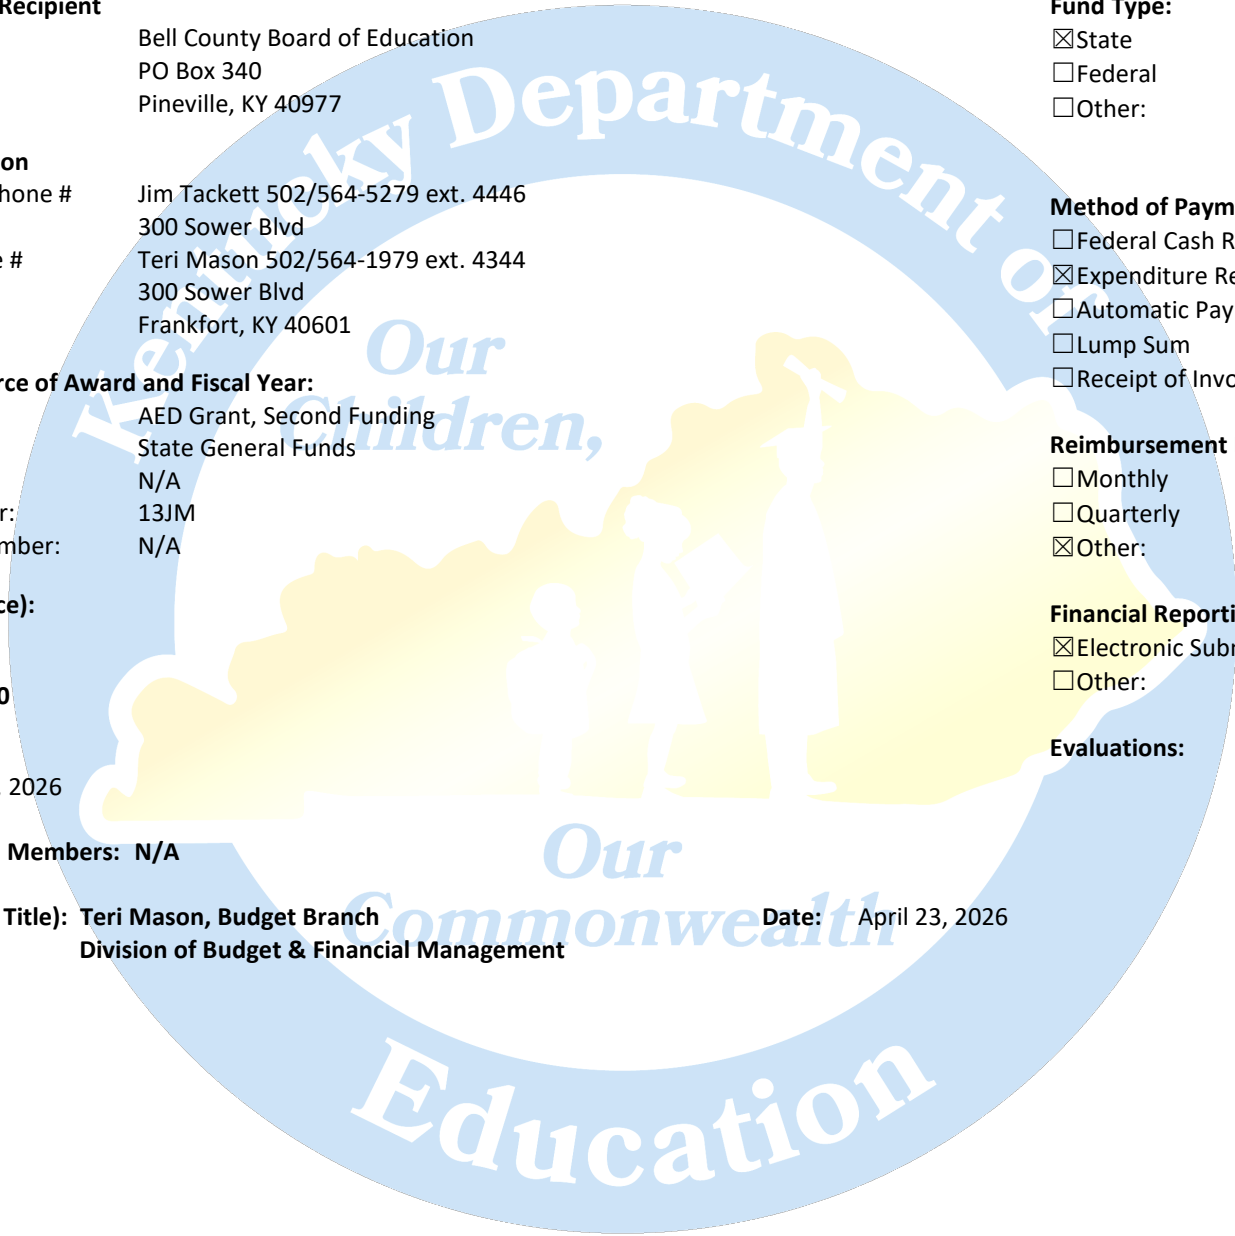 Recipient
Bell County Board of Education
PO Box 340
Pineville, KY 40977
on
hone # Jim Tackett 502/564-5279 ext. 4446
300 Sower Blvd
e # Teri Mason 502/564-1979 ext. 4344
300 Sower Blvd
Frankfort, KY 40601
rce of Award and Fiscal Year:
AED Grant, Second Funding
State General Funds
N/A
r: 13JM
mber: N/A
ce):
0
, 2026
Members: N/A
Title): Teri Mason, Budget Branch Date: April 23, 2026
Division of Budget & Financial Management
Fund Type:
☒State
☐Federal
☐Other:
Method of Paym
☐Federal Cash R
☒Expenditure Re
☐Automatic Pay
☐Lump Sum
☐Receipt of Invo
Reimbursement
☐Monthly
☐Quarterly
☒Other:
Financial Reporti
☒Electronic Subr
☐Other:
Evaluations:
Kentucky Department of
Education
Our
Children,
Our
Commonwealth